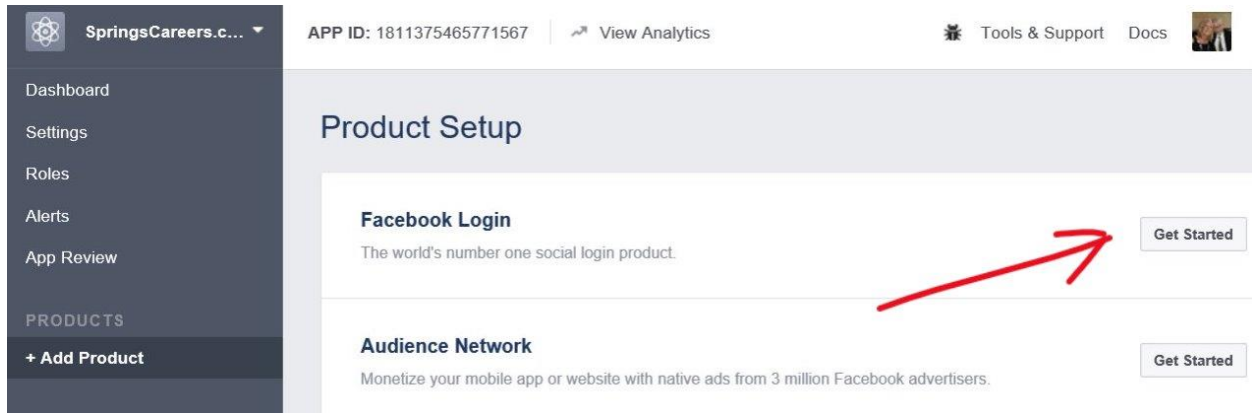 SpringsCareers.c...
APP ID: 1811375465771567
View Analytics
Tools & Support
Docs
Dashboard
Settings
Roles
Alerts
App Review
PRODUCTS
+ Add Product
Product Setup
Facebook Login
The world's number one social login product.
Get Started
Audience Network
Monetize your mobile app or website with native ads from 3 million Facebook advertisers.
Get Started